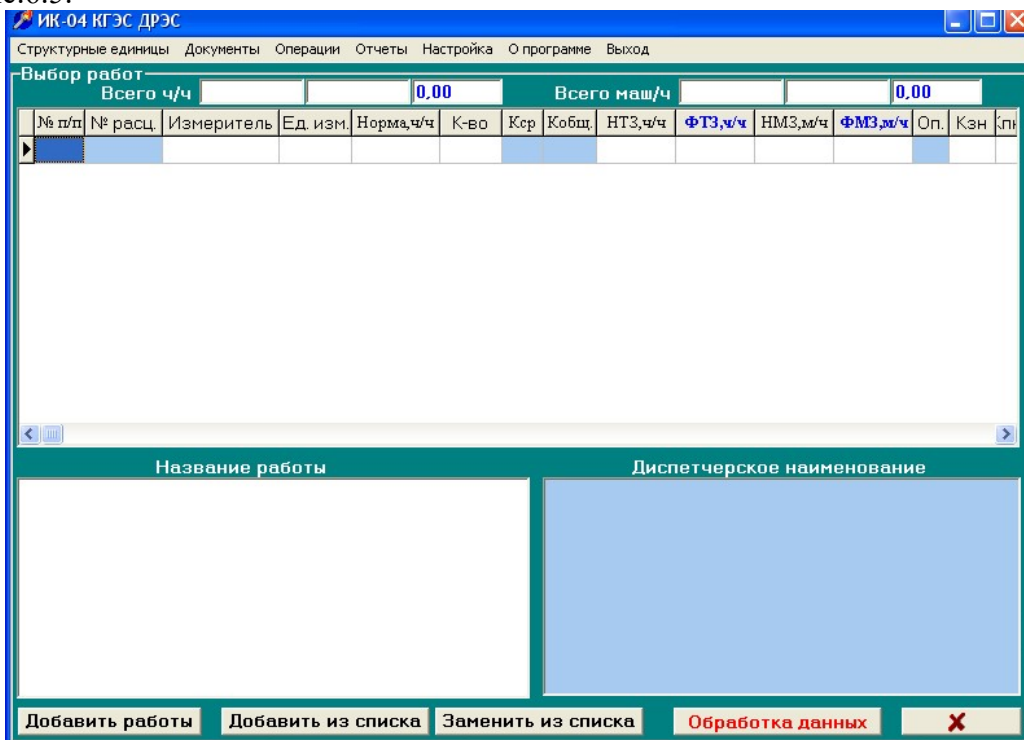 ИК-04 КГЭС ДРЭС
Структурные единицы Документы Операции Отчеты Настройка О программе Выход
Выбор работ
Всего ч/ч 0,00 Всего маш/ч 0,00
№ п/п № расц. Измеритель Ед. изм. Норма,ч/ч К-во Кср Кобщ. НТЗ,ч/ч ФТЗ,ч/ч НМЗ,м/ч ФМЗ,м/ч Оп. Кзн
Название работы Диспетчерское наименование
Добавить работы Добавить из списка Заменить из списка Обработка данных